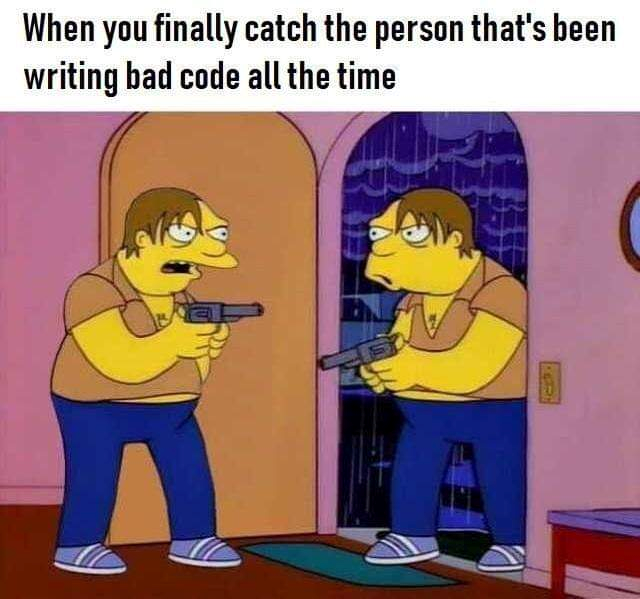 When you finally catch the person that's been
writing bad code all the time